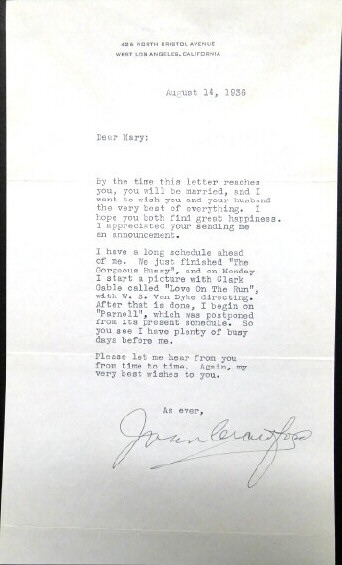 426 NORTH BRISTOL AVENUE
WEST LOS ANGELES, CALIFORNIA
August 14, 1936
Dear Mary:
By the time this letter reaches
you, you will be married, and I
want to wish you and your husband
the very best of everything. I
hope you both find great happiness.
I appreciated your sending me
an announcement.
I have a long schedule ahead
of me. We just finished "The
Gorgeous Hussy", and on Monday
I start a picture with Clark
Gable called "Love On The Run",
with W. S. Van Dyke directing.
After that is done, I begin on
"Parnell", which was postponed
from its present schedule. So
you see I have plenty of busy
days before me.
Please let me hear from you
from time to time. Again, my
very best wishes to you.
As ever,
Joan Crawford